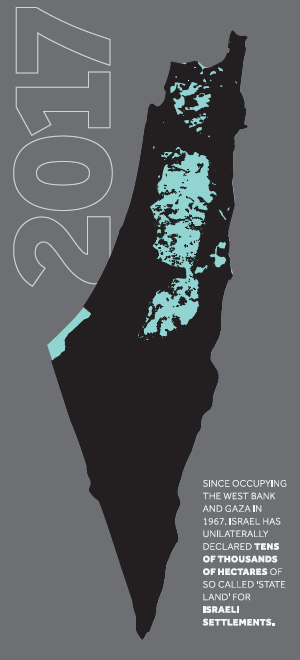 2017
SINCE OCCUPYING
THE WEST BANK
AND GAZA IN
1967, ISRAEL HAS
UNILATERALLY
DECLARED TENS
OF THOUSANDS
OF HECTARES OF
SO CALLED 'STATE
LAND' FOR
ISRAELI
SETTLEMENTS.